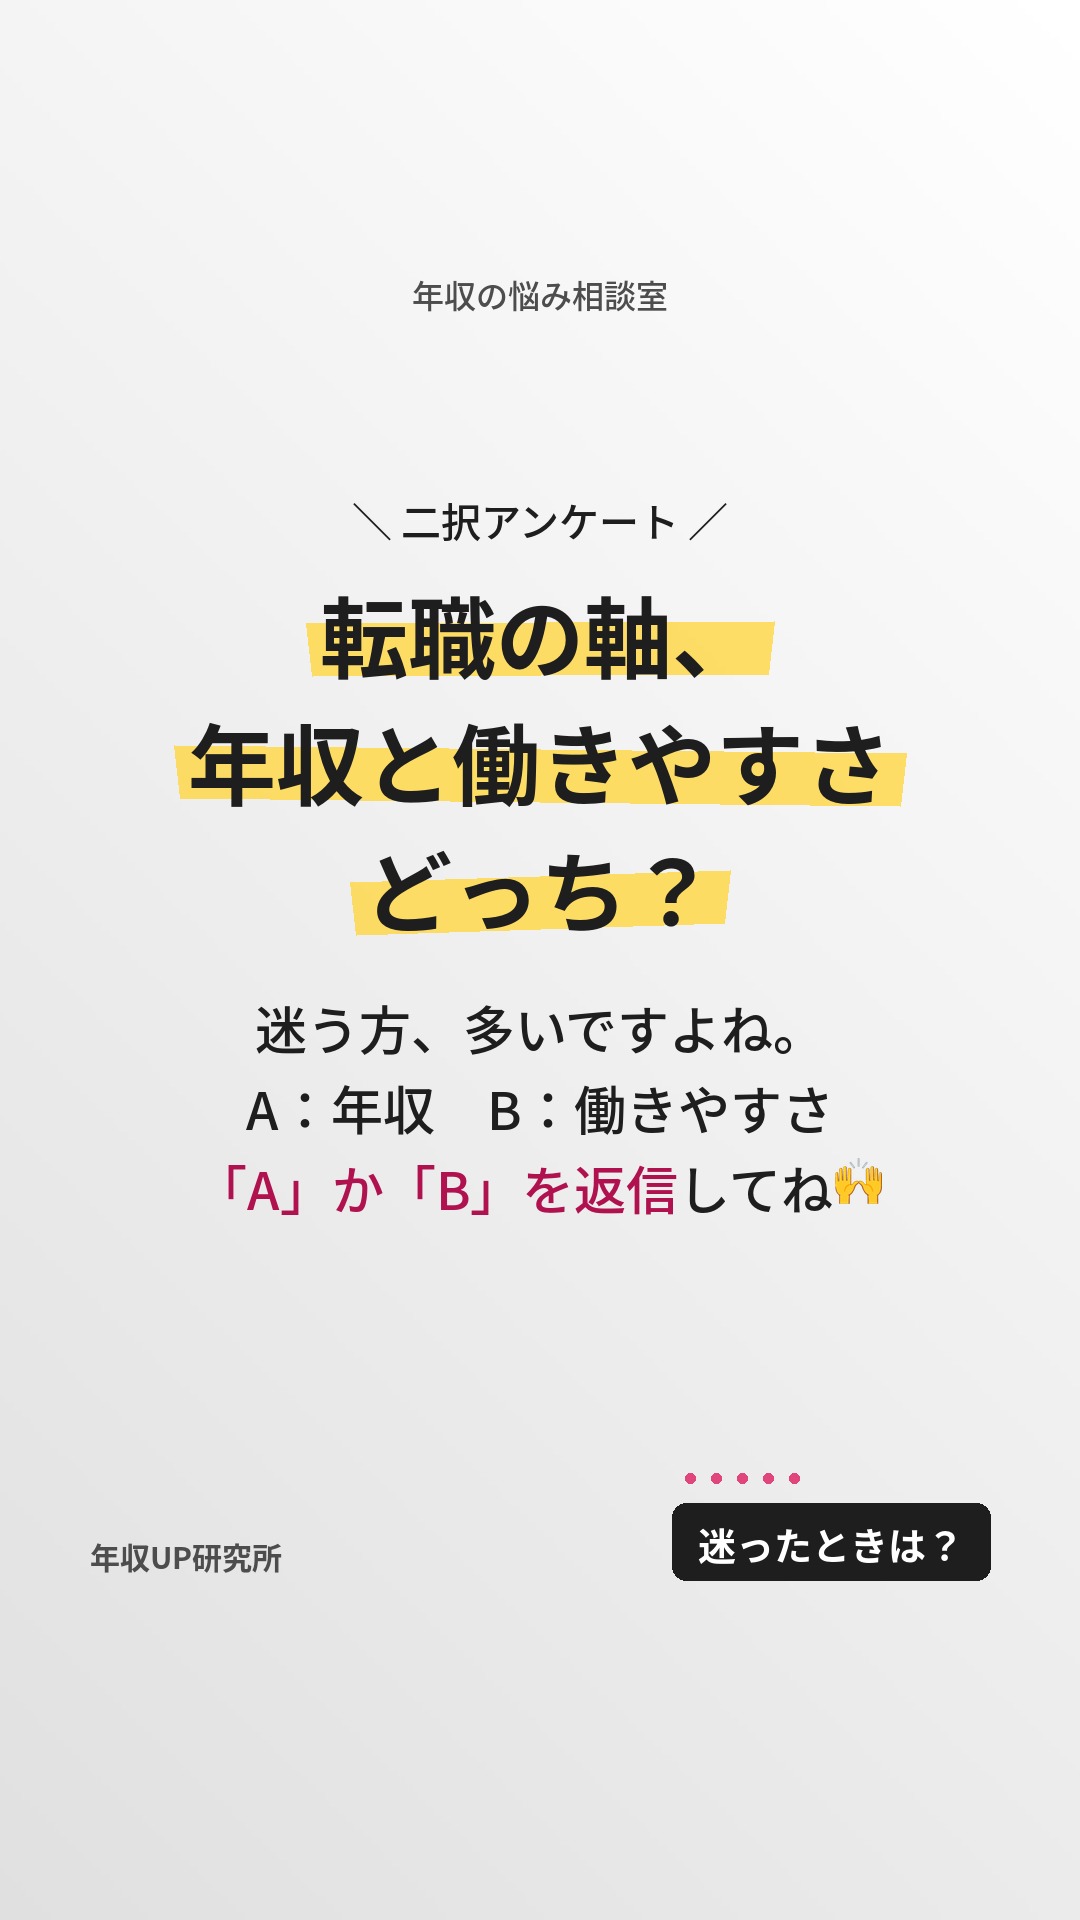 年収の悩み相談室
＼ 二択アンケート ／
転職の軸、
年収と働きやすさ
どっち？
迷う方、多いですよね。
A：年収　B：働きやすさ
「A」か「B」を返信してね🙌
迷ったときは？
年収UP研究所